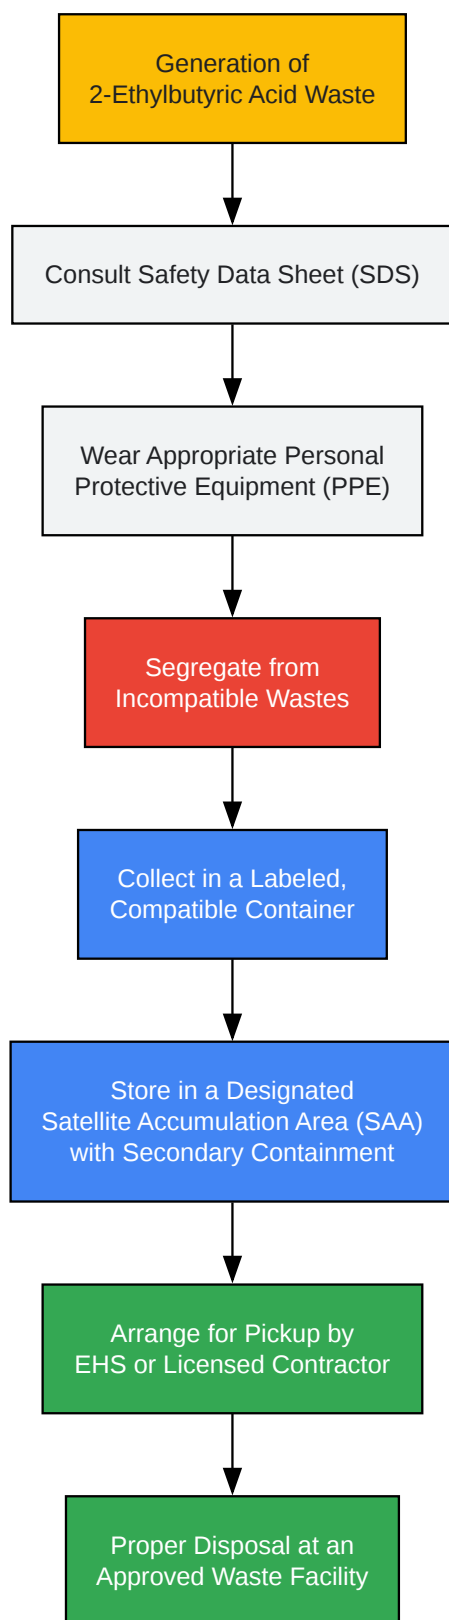 Generation of
2-Ethylbutyric Acid Waste
Consult Safety Data Sheet (SDS)
Wear Appropriate Personal
Protective Equipment (PPE)
Segregate from
Incompatible Wastes
Collect in a Labeled,
Compatible Container
Store in a Designated
Satellite Accumulation Area (SAA)
with Secondary Containment
Arrange for Pickup by
EHS or Licensed Contractor
Proper Disposal at an
Approved Waste Facility